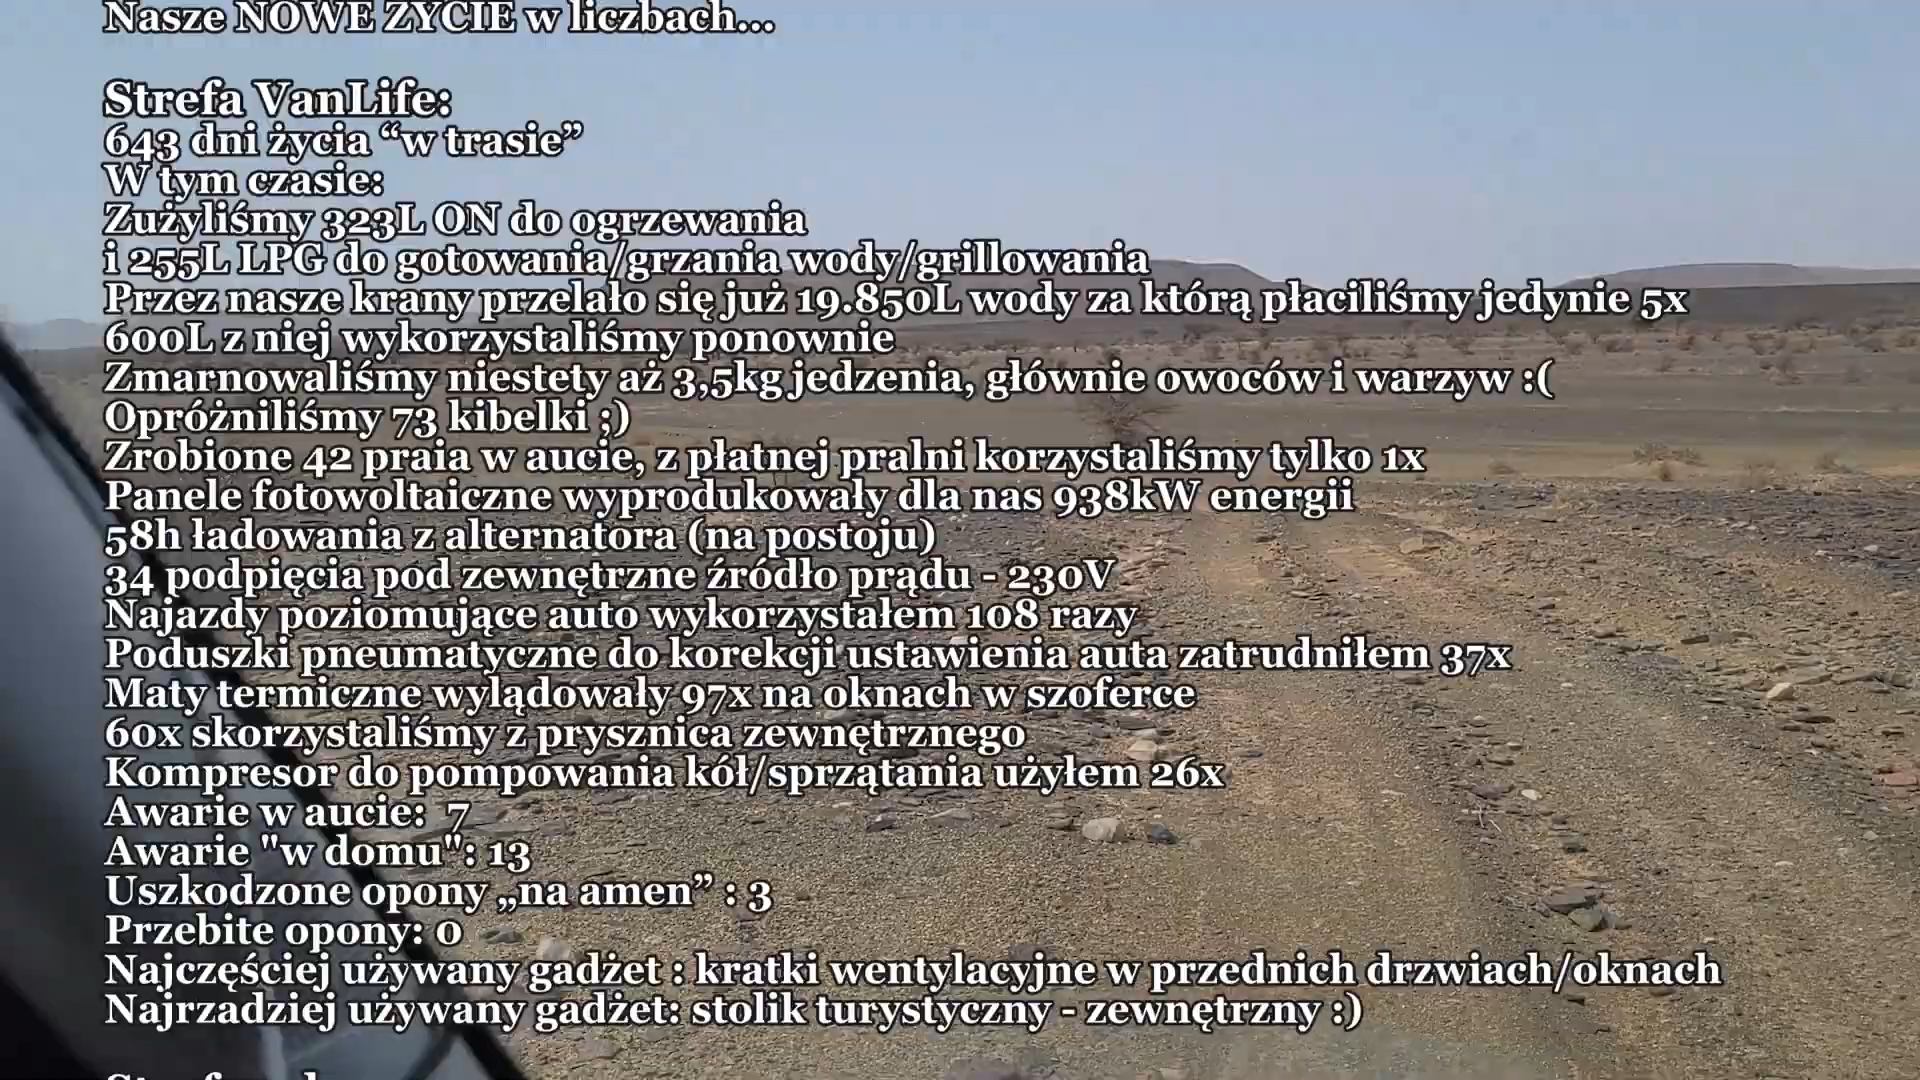 Nasze NOWE ŻYCIE w liczbach...
Strefa VanLife:
643 dni życia “w trasie”
W tym czasie:
Zużyliśmy 323L ON do ogrzewania
i 255L LPG do gotowania/grzania wody/grillowania
Przez nasze krany przelało się już 19.850L wody za którą płaciliśmy jedynie 5x
600L z niej wykorzystaliśmy ponownie
Zmarnowaliśmy niestety aż 3,5kg jedzenia, głównie owoców i warzyw :(
Opróżniliśmy 73 kibelki ;)
Zrobione 42 praia w aucie, z płatnej pralni korzystaliśmy tylko 1x
Panele fotowoltaiczne wyprodukowały dla nas 938kW energii
58h ładowania z alternatora (na postoju)
34 podpięcia pod zewnętrzne źródło prądu - 230V
Najazdy poziomujące auto wykorzystałem 108 razy
Poduszki pneumatyczne do korekcji ustawienia auta zatrudniłem 37x
Maty termiczne wylądowały 97x na oknach w szoferce
60x skorzystaliśmy z prysznica zewnętrznego
Kompresor do pompowania kół/sprzątania użyłem 26x
Awarie w aucie: 7
Awarie "w domu": 13
Uszkodzone opony „na amen” : 3
Przebite opony: 0
Najczęściej używany gadżet : kratki wentylacyjne w przednich drzwiach/oknach
Najrzadziej używany gadżet: stolik turystyczny - zewnętrzny :)